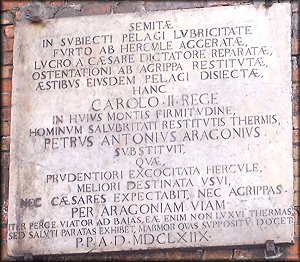 SEMITÆ
IN SVBIECTI PELAGI LVBRICITATE
FVRTO AB HERCVLE AGGERATÆ,
LVCRO A CÆSARE DICTATORE REPARATÆ,
OSTENTATIONI AB AGRIPPA RESTITVTÆ,
ÆSTIBVS EIVSDEM PELAGI DISIECTÆ,
HANC
CAROLO II REGE
IN HVIVS MONTIS FIRMITVDINE,
HOMINVM SALVBRITATI RESTITVTIS THERMIS,
PETRVS ANTONIVS ARAGONIVS
SVBSTITVIT.
QVÆ,
PRVDENTIORI EXCOGITATA HERCVLE,
MELIORI DESTINATA VSVI,
NEC CÆSARES EXPECTABIT, NEC AGRIPPAS.
PER ARAGONIAM VIAM
ITER PERGE VIATOR AD BAIAS, EÆ ENIM NON LVXVI THERMAS,
SED SALVTI PARATAS EXHIBET, MARMOR QVAS SVPPOSITV DOCET
P.P.A.D. MDCLXIIX